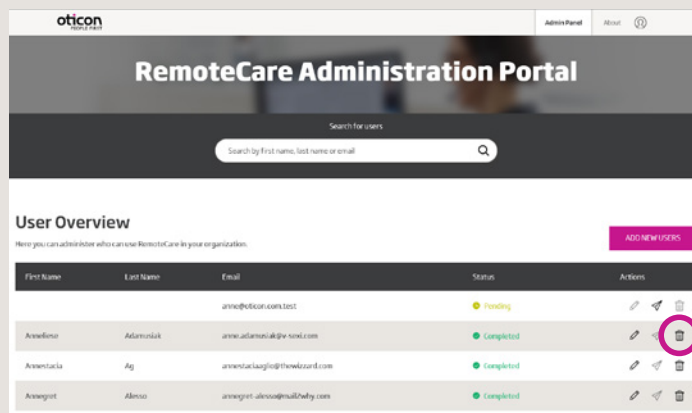 oticon
PEOPLE FIRST
Admin Panel About
RemoteCare Administration Portal
Search for users
Search by first name, last name or email
User Overview
Here you can administer who can use RemoteCare in your organization.
ADD NEW USERS
First Name Last Name Email Status Actions
anne@oticon.com.test Pending
Anneliese Adamusiak anne.adamusiak@v-sexi.com Completed
Annestacia Ag annestaciaaglio@thewizzard.com Completed
Annegret Alesso annegret-alesso@mail2why.com Completed